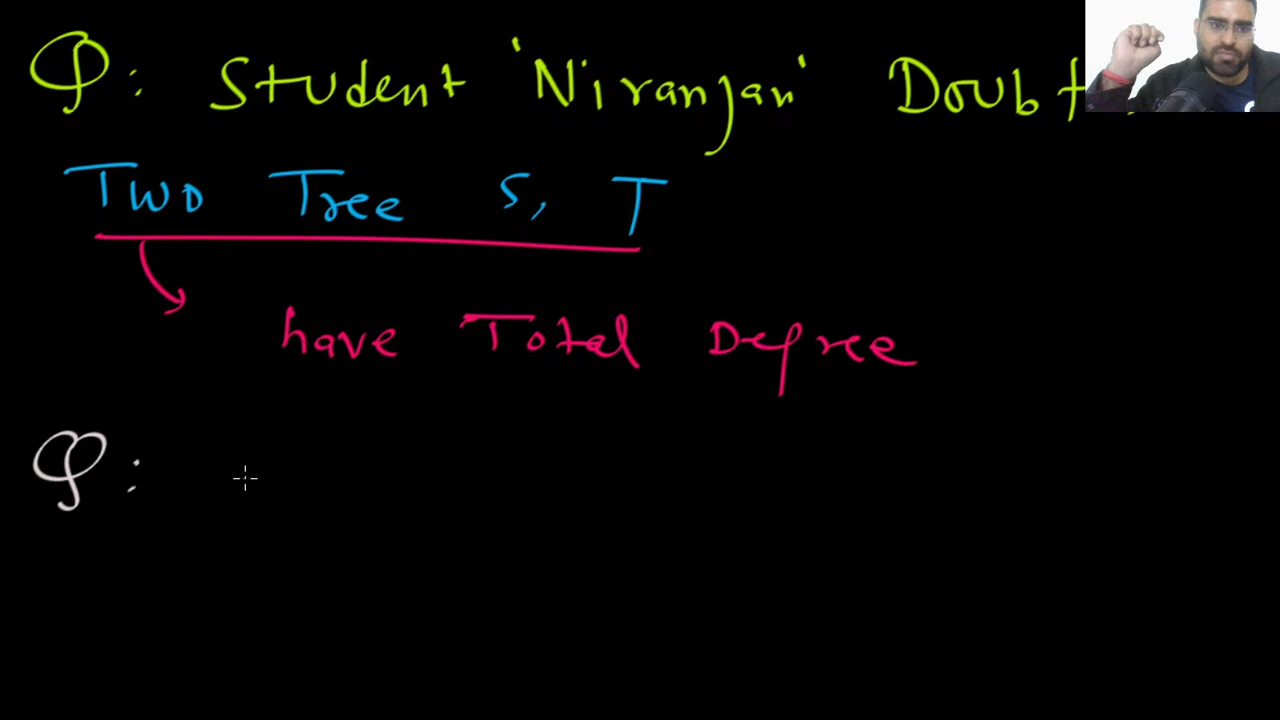 Q: Student 'Niranjan' Doubt
Two Tree S, T
have Total Degree
Q: